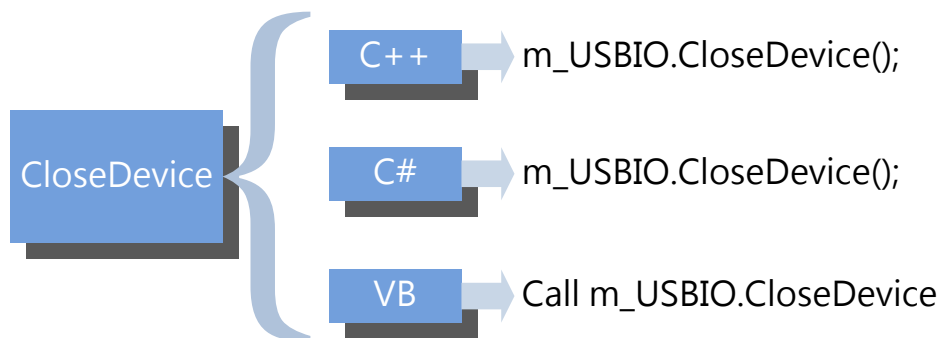 CloseDevice
C++
m_USBIO.CloseDevice();
C#
m_USBIO.CloseDevice();
VB
Call m_USBIO.CloseDevice